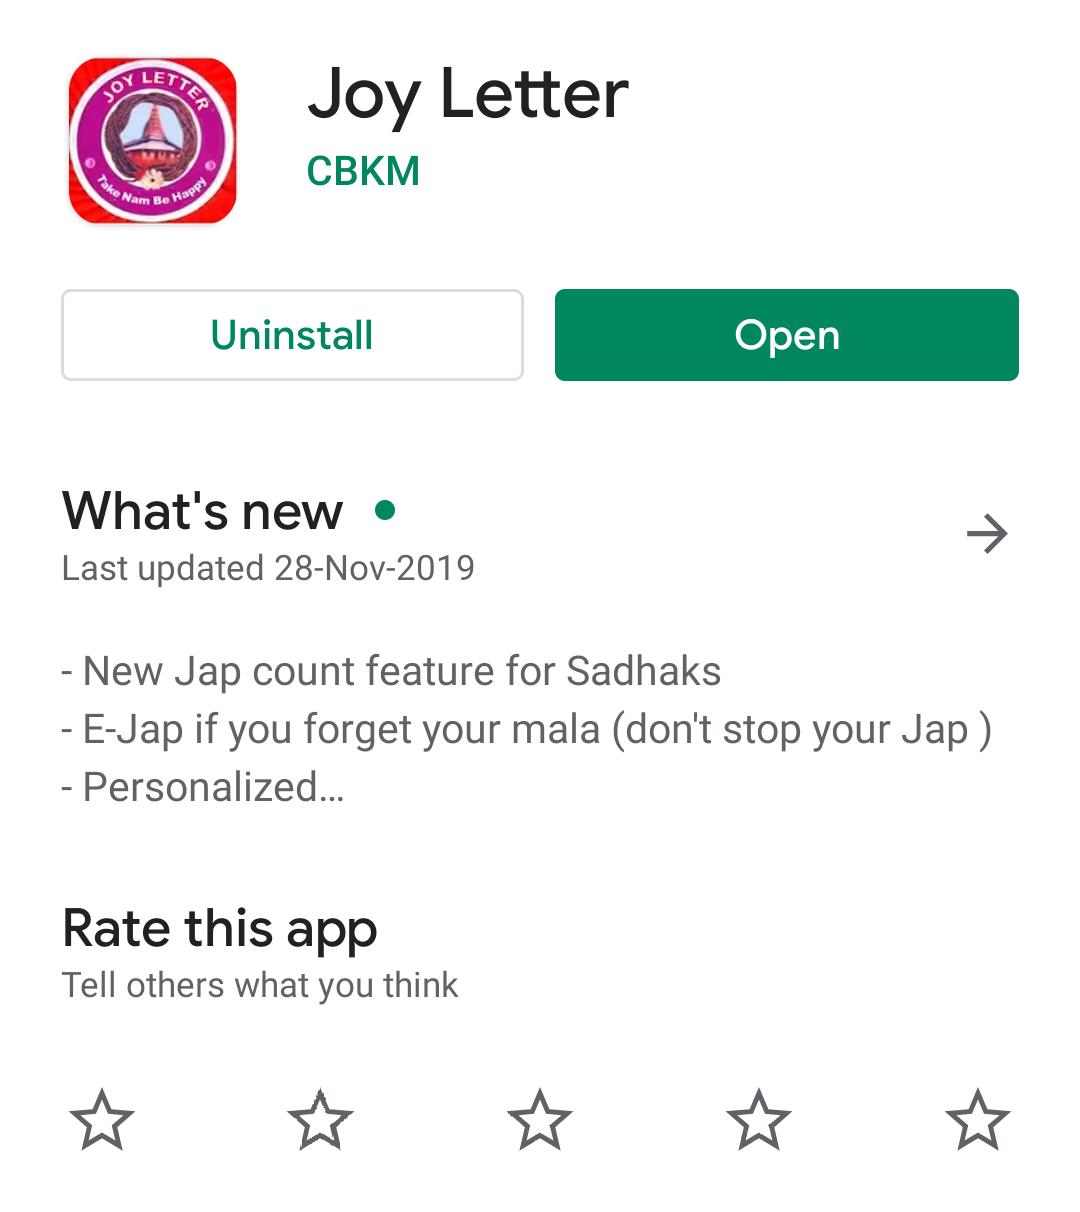 JOY LETTER
Take Nam Be Happy
Joy Letter
CBKM
Uninstall
Open
What's new
Last updated 28-Nov-2019
- New Jap count feature for Sadhaks
- E-Jap if you forget your mala (don't stop your Jap )
- Personalized…
Rate this app
Tell others what you think